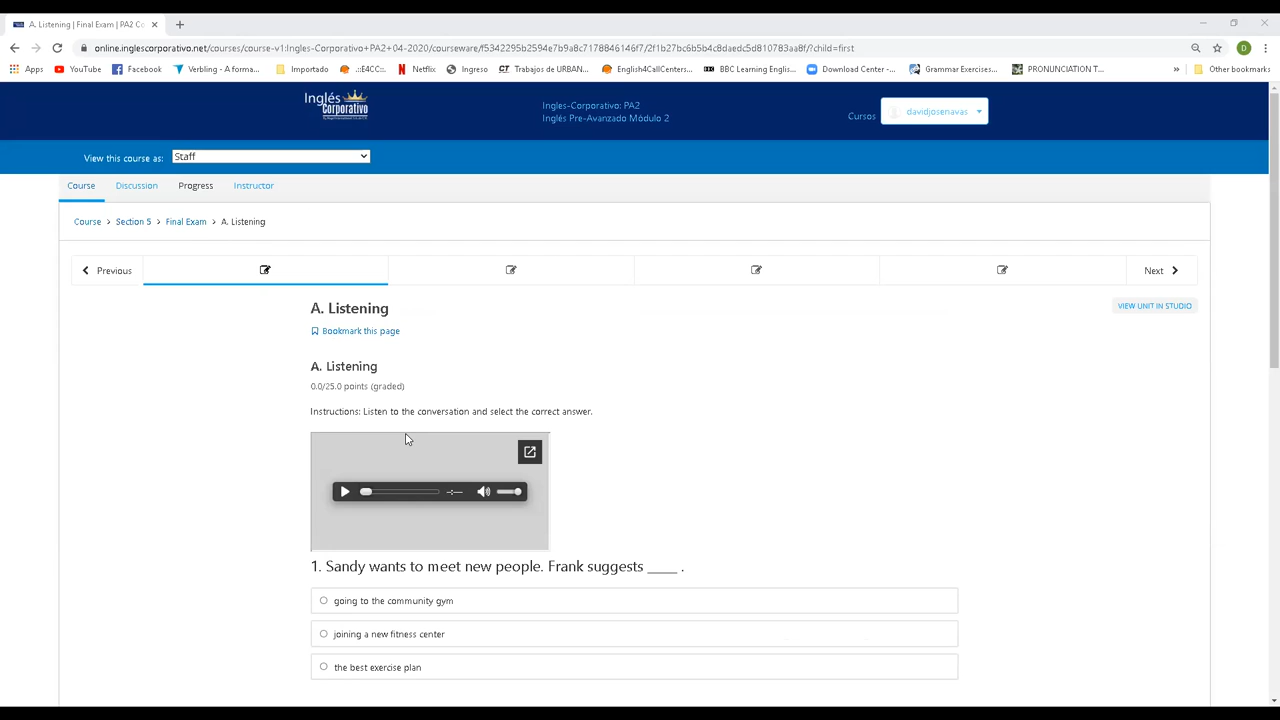 A. Listening | Final Exam | PA2 Co
online.inglescorporativo.net/courses/course-v1:Ingles-Corporativo+PA2+04-2020/courseware/f5342295b2594e7b9a8c7178846146f7/2f1b27bc6b5b4c8daedc5d810783aa8f/?child=first
D
Apps YouTube Facebook Verbling - A forma... Importado .::E4CC::. Netflix Ingreso Trabajos de URBAN... English4CallCenters... BBC Learning Englis... Download Center -... Grammar Exercises... PRONUNCIATION T... » Other bookmarks
Inglés
Corporativo
Ingles-Corporativo: PA2
Inglés Pre-Avanzado Módulo 2
Cursos davidjosenavas
View this course as: Staff
Course Discussion Progress Instructor
Course > Section 5 > Final Exam > A. Listening
Previous Next
A. Listening
VIEW UNIT IN STUDIO
Bookmark this page
A. Listening
0.0/25.0 points (graded)
Instructions: Listen to the conversation and select the correct answer.
-:--
1. Sandy wants to meet new people. Frank suggests ____ .
going to the community gym
joining a new fitness center
the best exercise plan